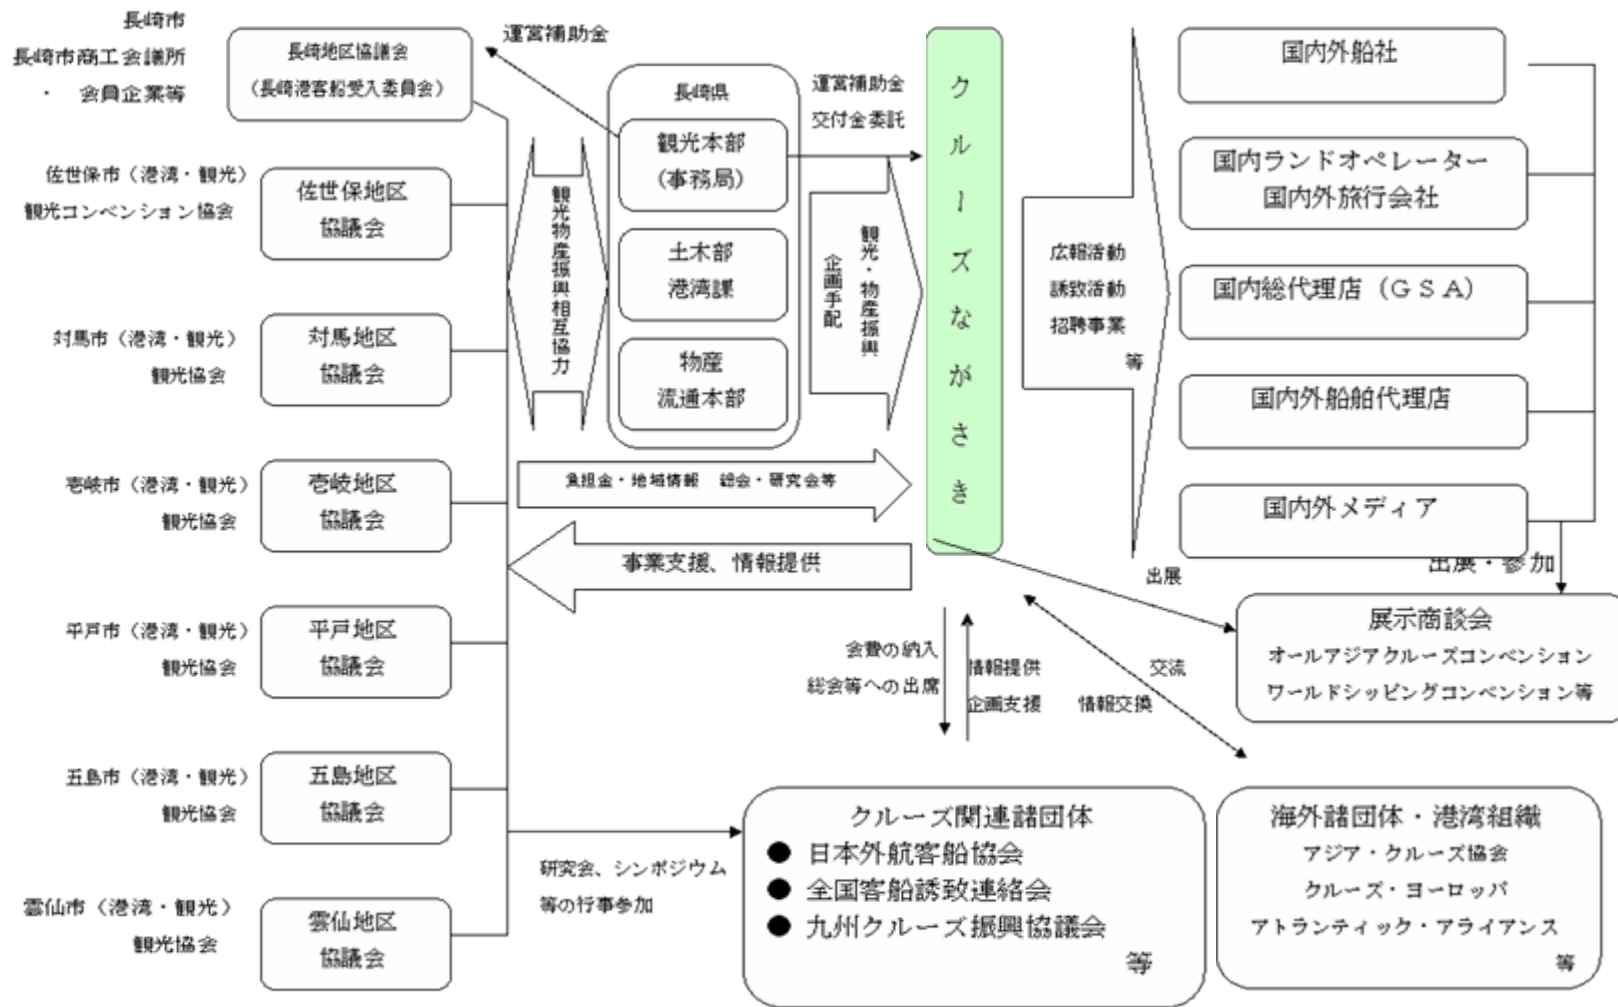 長崎市
長崎市商工会議所
・ 会員企業等
長崎地区協議会
（長崎港客船受入委員会）
運営補助金
佐世保市（港湾・観光）
観光コンベンション協会
佐世保地区
協議会
対馬市（港湾・観光）
観光協会
対馬地区
協議会
壱岐市（港湾・観光）
観光協会
壱岐地区
協議会
平戸市（港湾・観光）
観光協会
平戸地区
協議会
五島市（港湾・観光）
観光協会
五島地区
協議会
雲仙市（港湾・観光）
観光協会
雲仙地区
協議会
観光物産振興相互協力
長崎県
観光本部
（事務局）
土木部
港湾課
物産
流通本部
運営補助金
交付金委託
観光・物産振興
企画手配
クルーズながさき
負担金・地域情報 総会・研究会等
事業支援、情報提供
広報活動
誘致活動
招聘事業
等
国内外船社
国内ランドオペレーター
国内外旅行会社
国内総代理店（ＧＳＡ）
国内外船舶代理店
国内外メディア
出展・参加
出展
展示商談会
オールアジアクルーズコンベンション
ワールドシッピングコンベンション等
会費の納入
総会等への出席
情報提供
企画支援
交流
情報交換
研究会、シンポジウム
等の行事参加
クルーズ関連諸団体
● 日本外航客船協会
● 全国客船誘致連絡会
● 九州クルーズ振興協議会
等
海外諸団体・港湾組織
アジア・クルーズ協会
クルーズ・ヨーロッパ
アトランティック・アライアンス
等